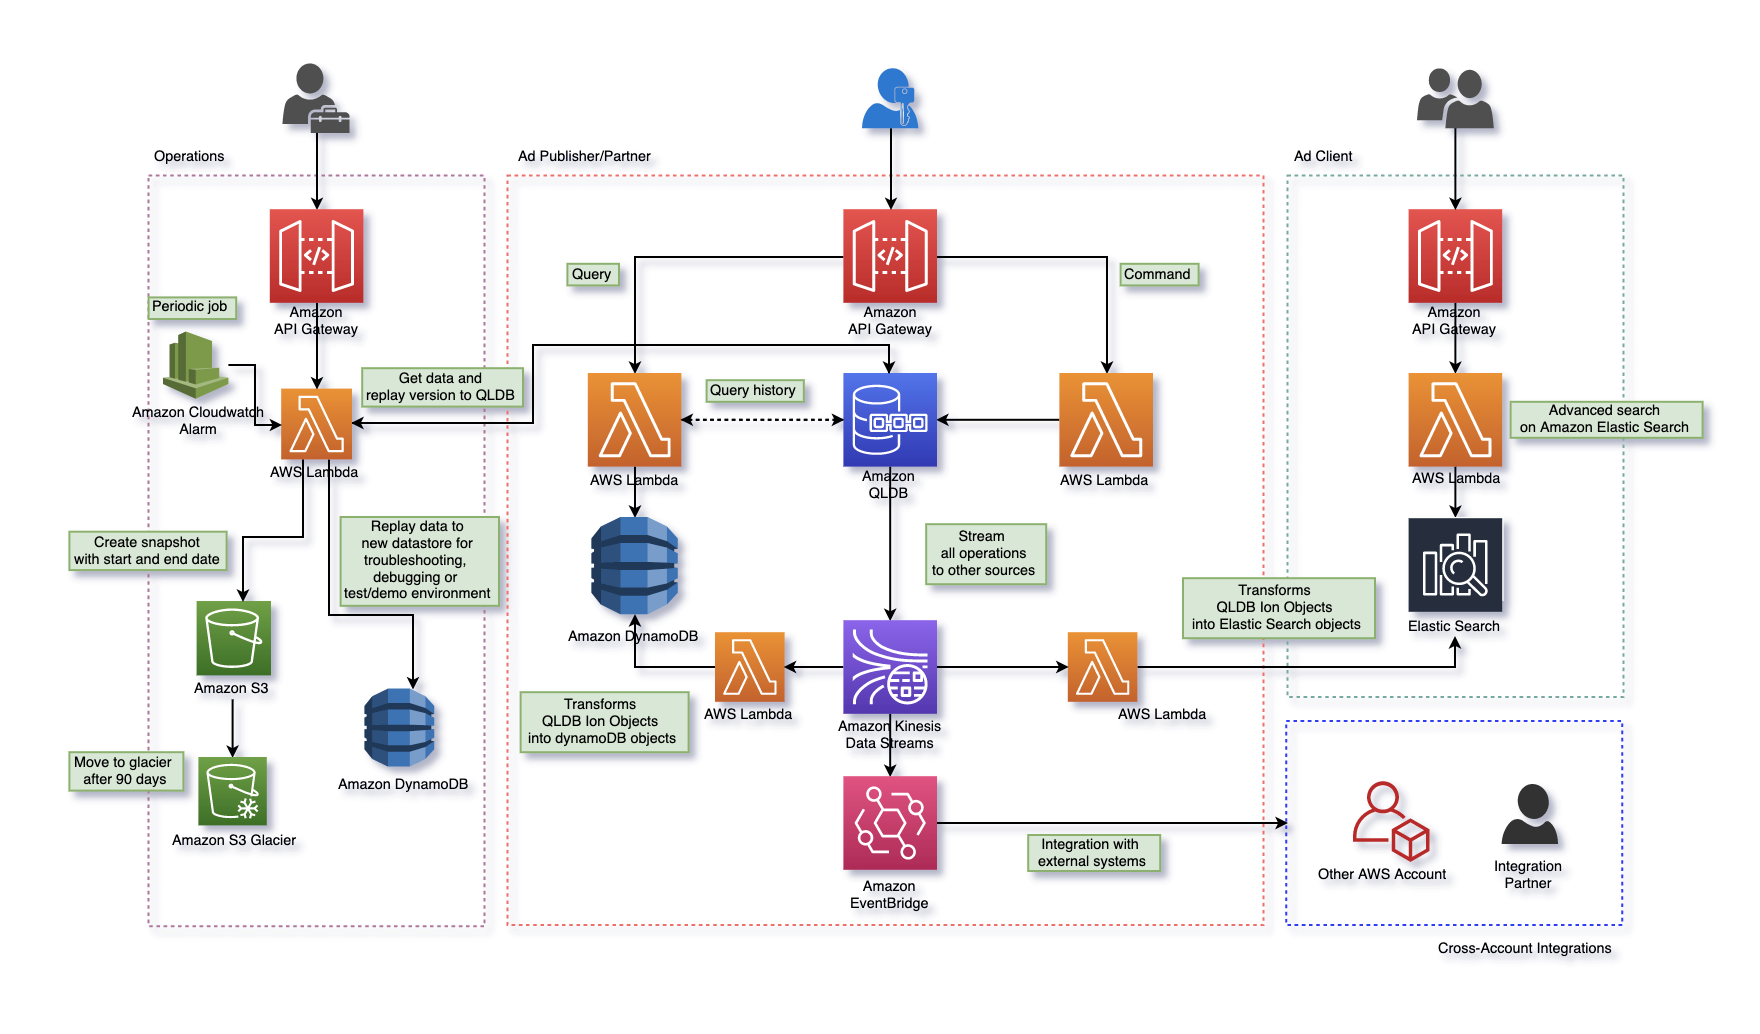 Operations
Ad Publisher/Partner
Ad Client
Amazon
API Gateway
Periodic job
Amazon Cloudwatch
Alarm
AWS Lambda
Get data and
replay version to QLDB
Create snapshot
with start and end date
Replay data to
new datastore for
troubleshooting,
debugging or
test/demo environment
Amazon S3
Move to glacier
after 90 days
Amazon S3 Glacier
Amazon DynamoDB
Amazon
API Gateway
Query
Command
Query history
AWS Lambda
Amazon
QLDB
AWS Lambda
Stream
all operations
to other sources
Amazon DynamoDB
AWS Lambda
Transforms
QLDB Ion Objects
into dynamoDB objects
Amazon Kinesis
Data Streams
AWS Lambda
Transforms
QLDB Ion Objects
into Elastic Search objects
Amazon
EventBridge
Integration with
external systems
Amazon
API Gateway
Advanced search
on Amazon Elastic Search
AWS Lambda
Elastic Search
Other AWS Account
Integration
Partner
Cross-Account Integrations